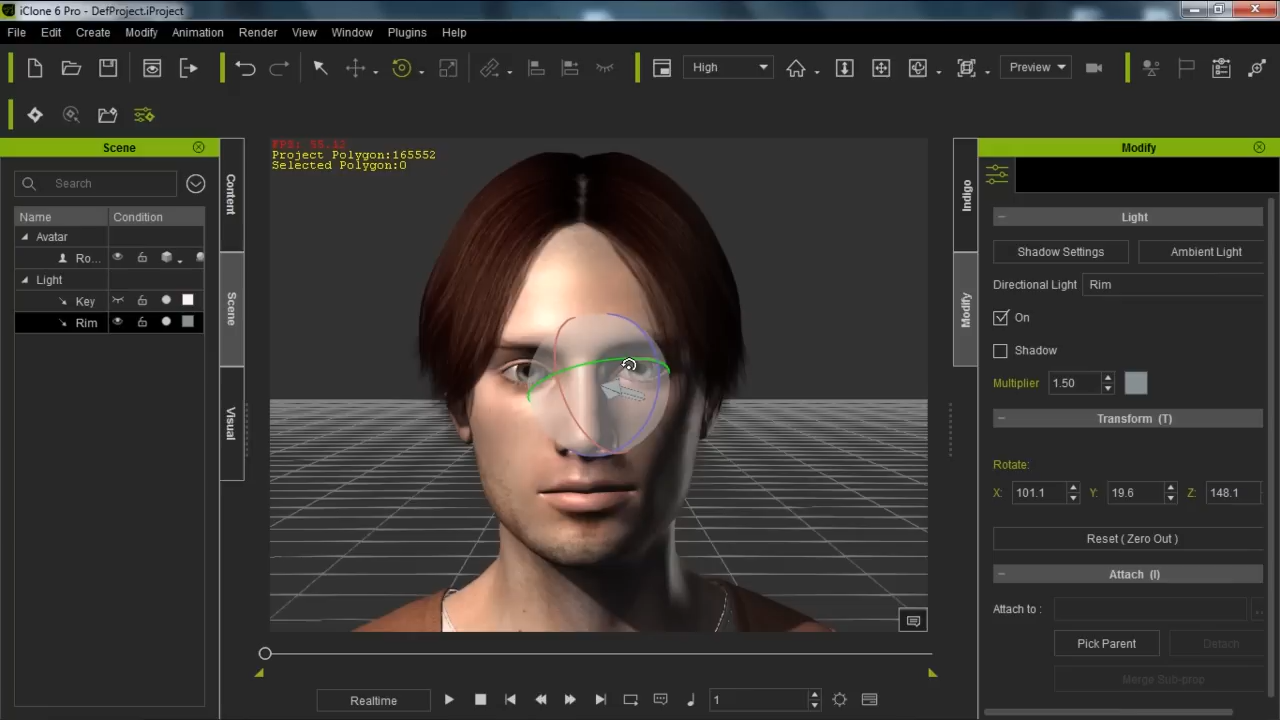 iClone 6 Pro - DefProject.iProject
File Edit Create Modify Animation Render View Window Plugins Help
High
Preview
Scene
Modify
Search
Name Condition
Avatar
Ro...
Light
Key
Rim
Content
Scene
Visual
FPS: 55.13
Project Polygon:165552
Selected Polygon:0
Indigo
Modify
Light
Shadow Settings Ambient Light
Directional Light Rim
On
Shadow
Multiplier 1.50
Transform (T)
Rotate:
X: 101.1 Y: 19.6 Z: 148.1
Reset ( Zero Out )
Attach (I)
Attach to : ..
Pick Parent Detach
Merge Sub-prop
Realtime 1